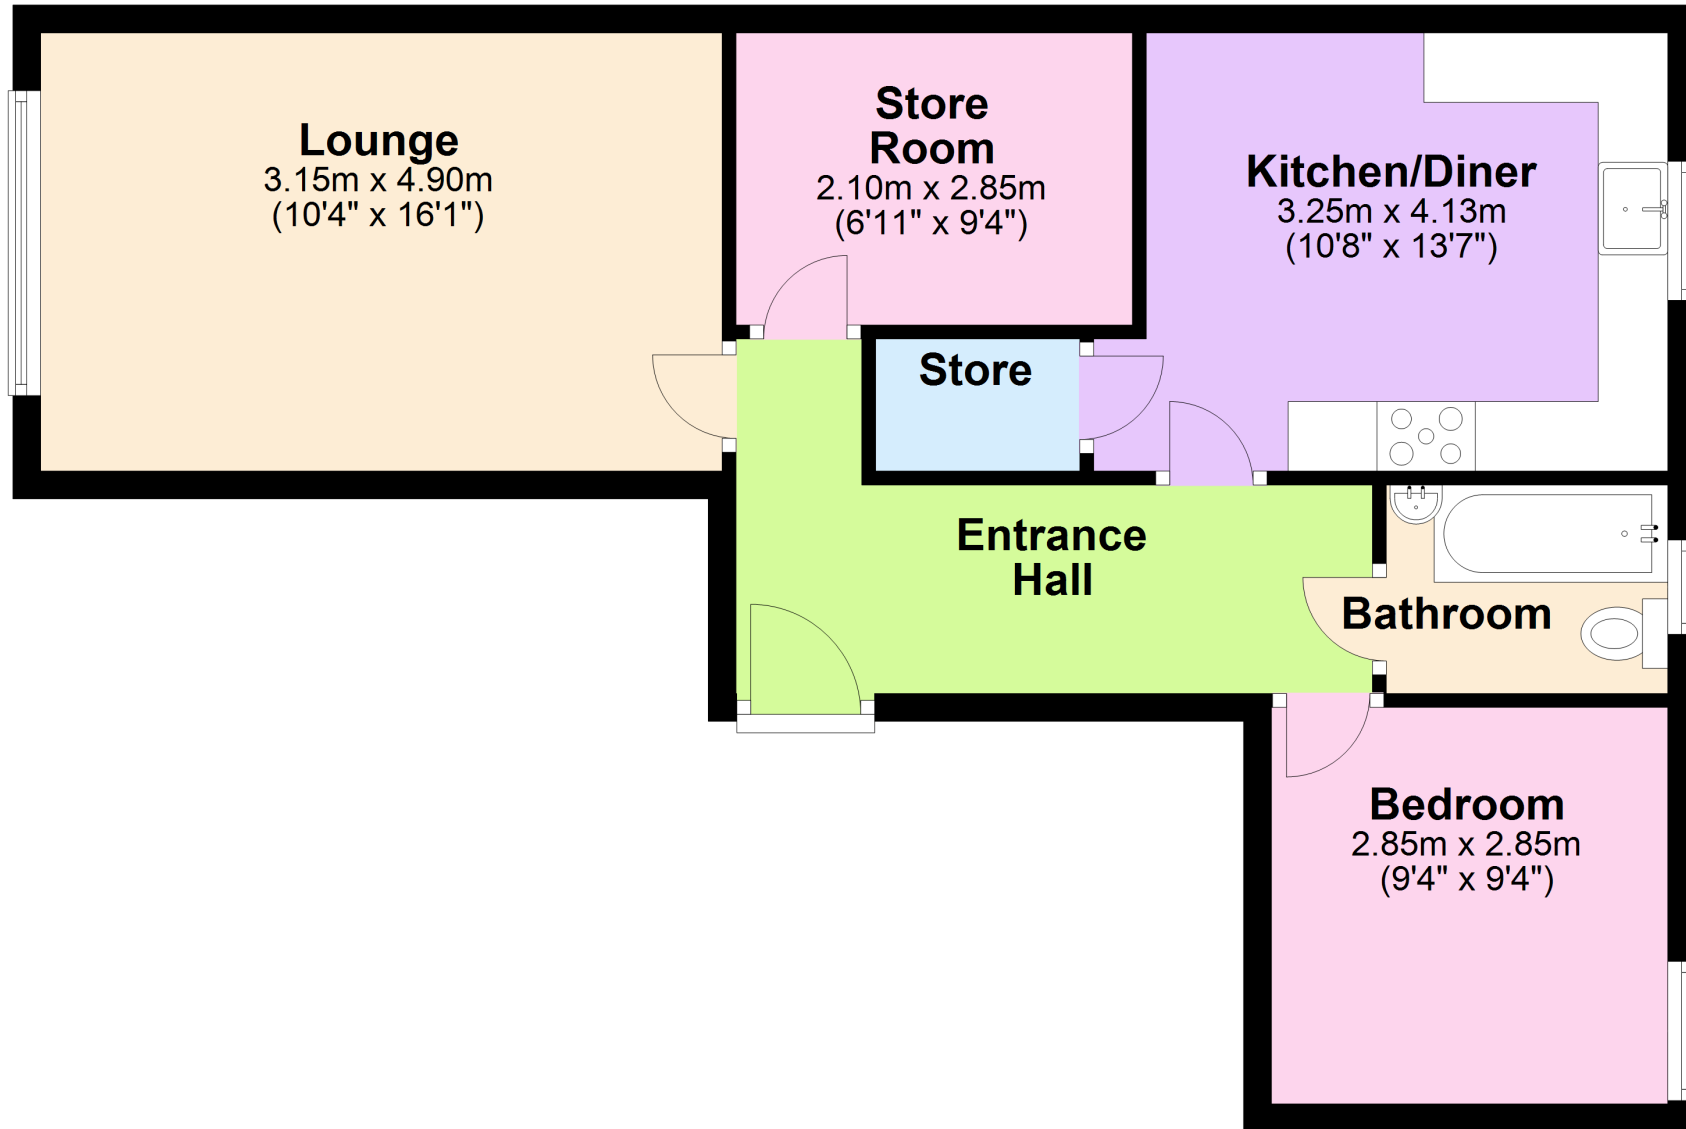 Lounge
3.15m x 4.90m
(10'4" x 16'1")
Store
Room
2.10m x 2.85m
(6'11" x 9'4")
Kitchen/Diner
3.25m x 4.13m
(10'8" x 13'7")
Store
Entrance
Hall
Bathroom
Bedroom
2.85m x 2.85m
(9'4" x 9'4")